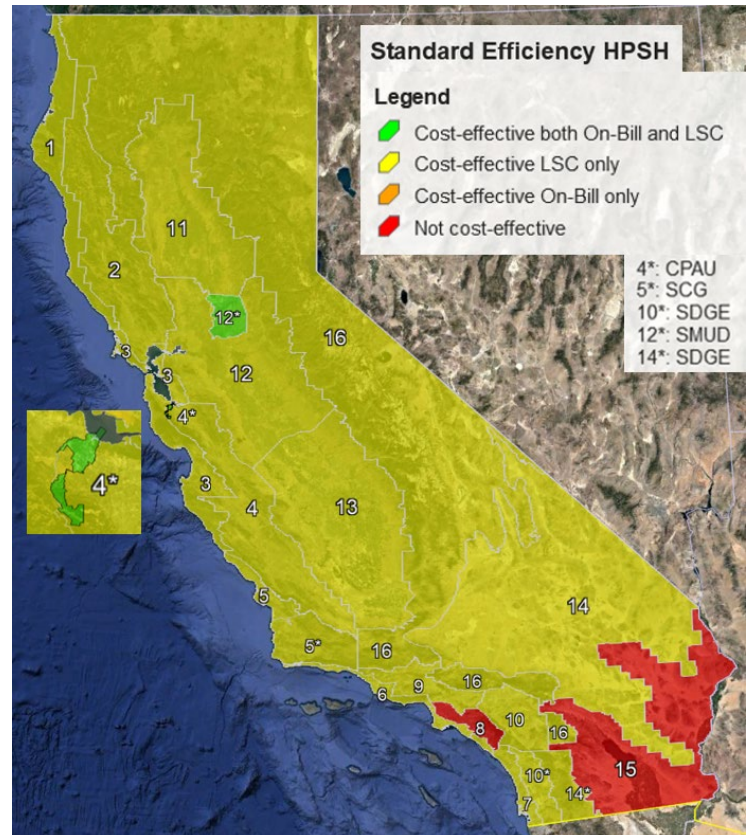 Standard Efficiency HPSH
Legend
Cost-effective both On-Bill and LSC
Cost-effective LSC only
Cost-effective On-Bill only
Not cost-effective
4*: CPAU
5*: SCG
10*: SDGE
12*: SMUD
14*: SDGE
1
11
2
12*
16
3
3
12
4*
4*
3
4
13
5
14
5*
16
16
6
9
10
8
16
15
10*
14*
7